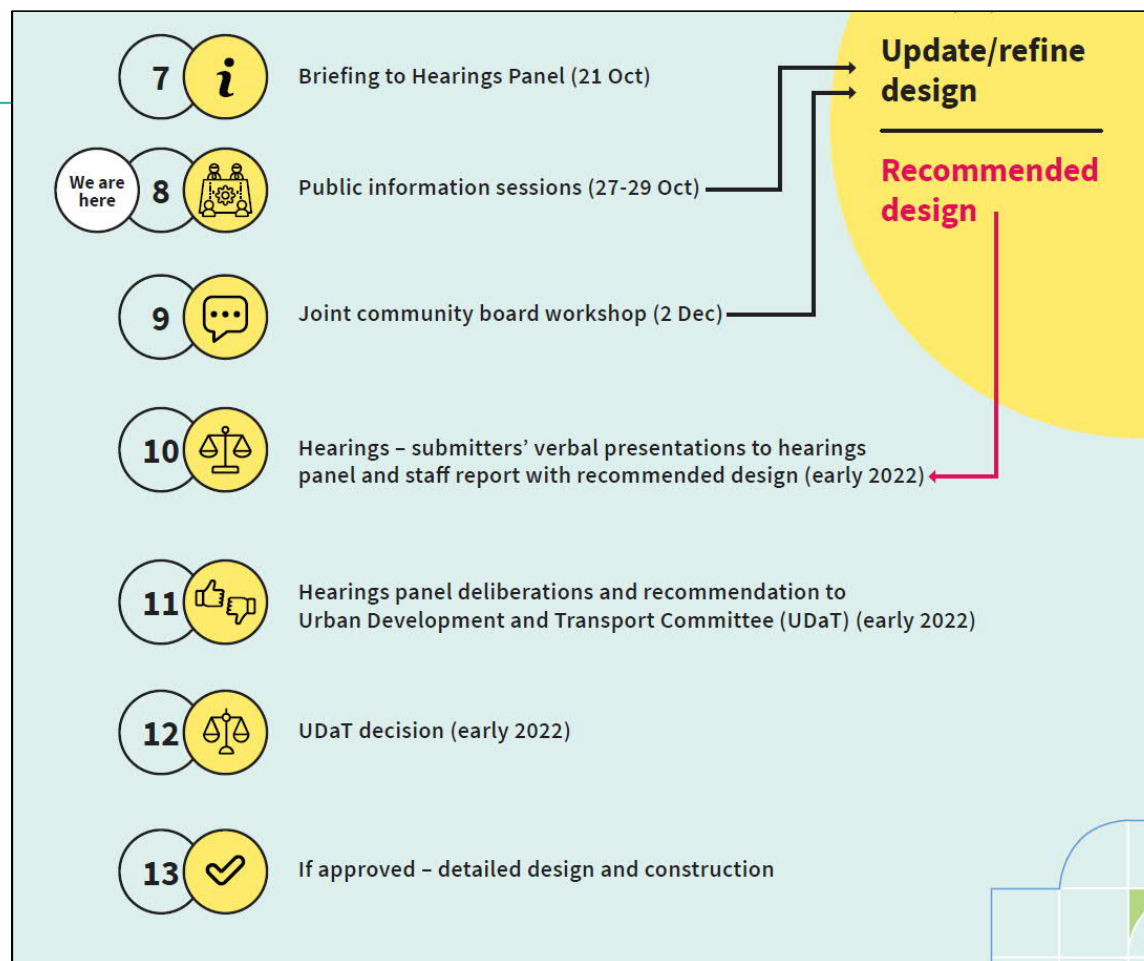 7 i Briefing to Hearings Panel (21 Oct)
Update/refine
design
Recommended
design
We are
here
8 Public information sessions (27-29 Oct)
9 Joint community board workshop (2 Dec)
10 Hearings – submitters’ verbal presentations to hearings
panel and staff report with recommended design (early 2022)
11 Hearings panel deliberations and recommendation to
Urban Development and Transport Committee (UDaT) (early 2022)
12 UDaT decision (early 2022)
13 If approved – detailed design and construction